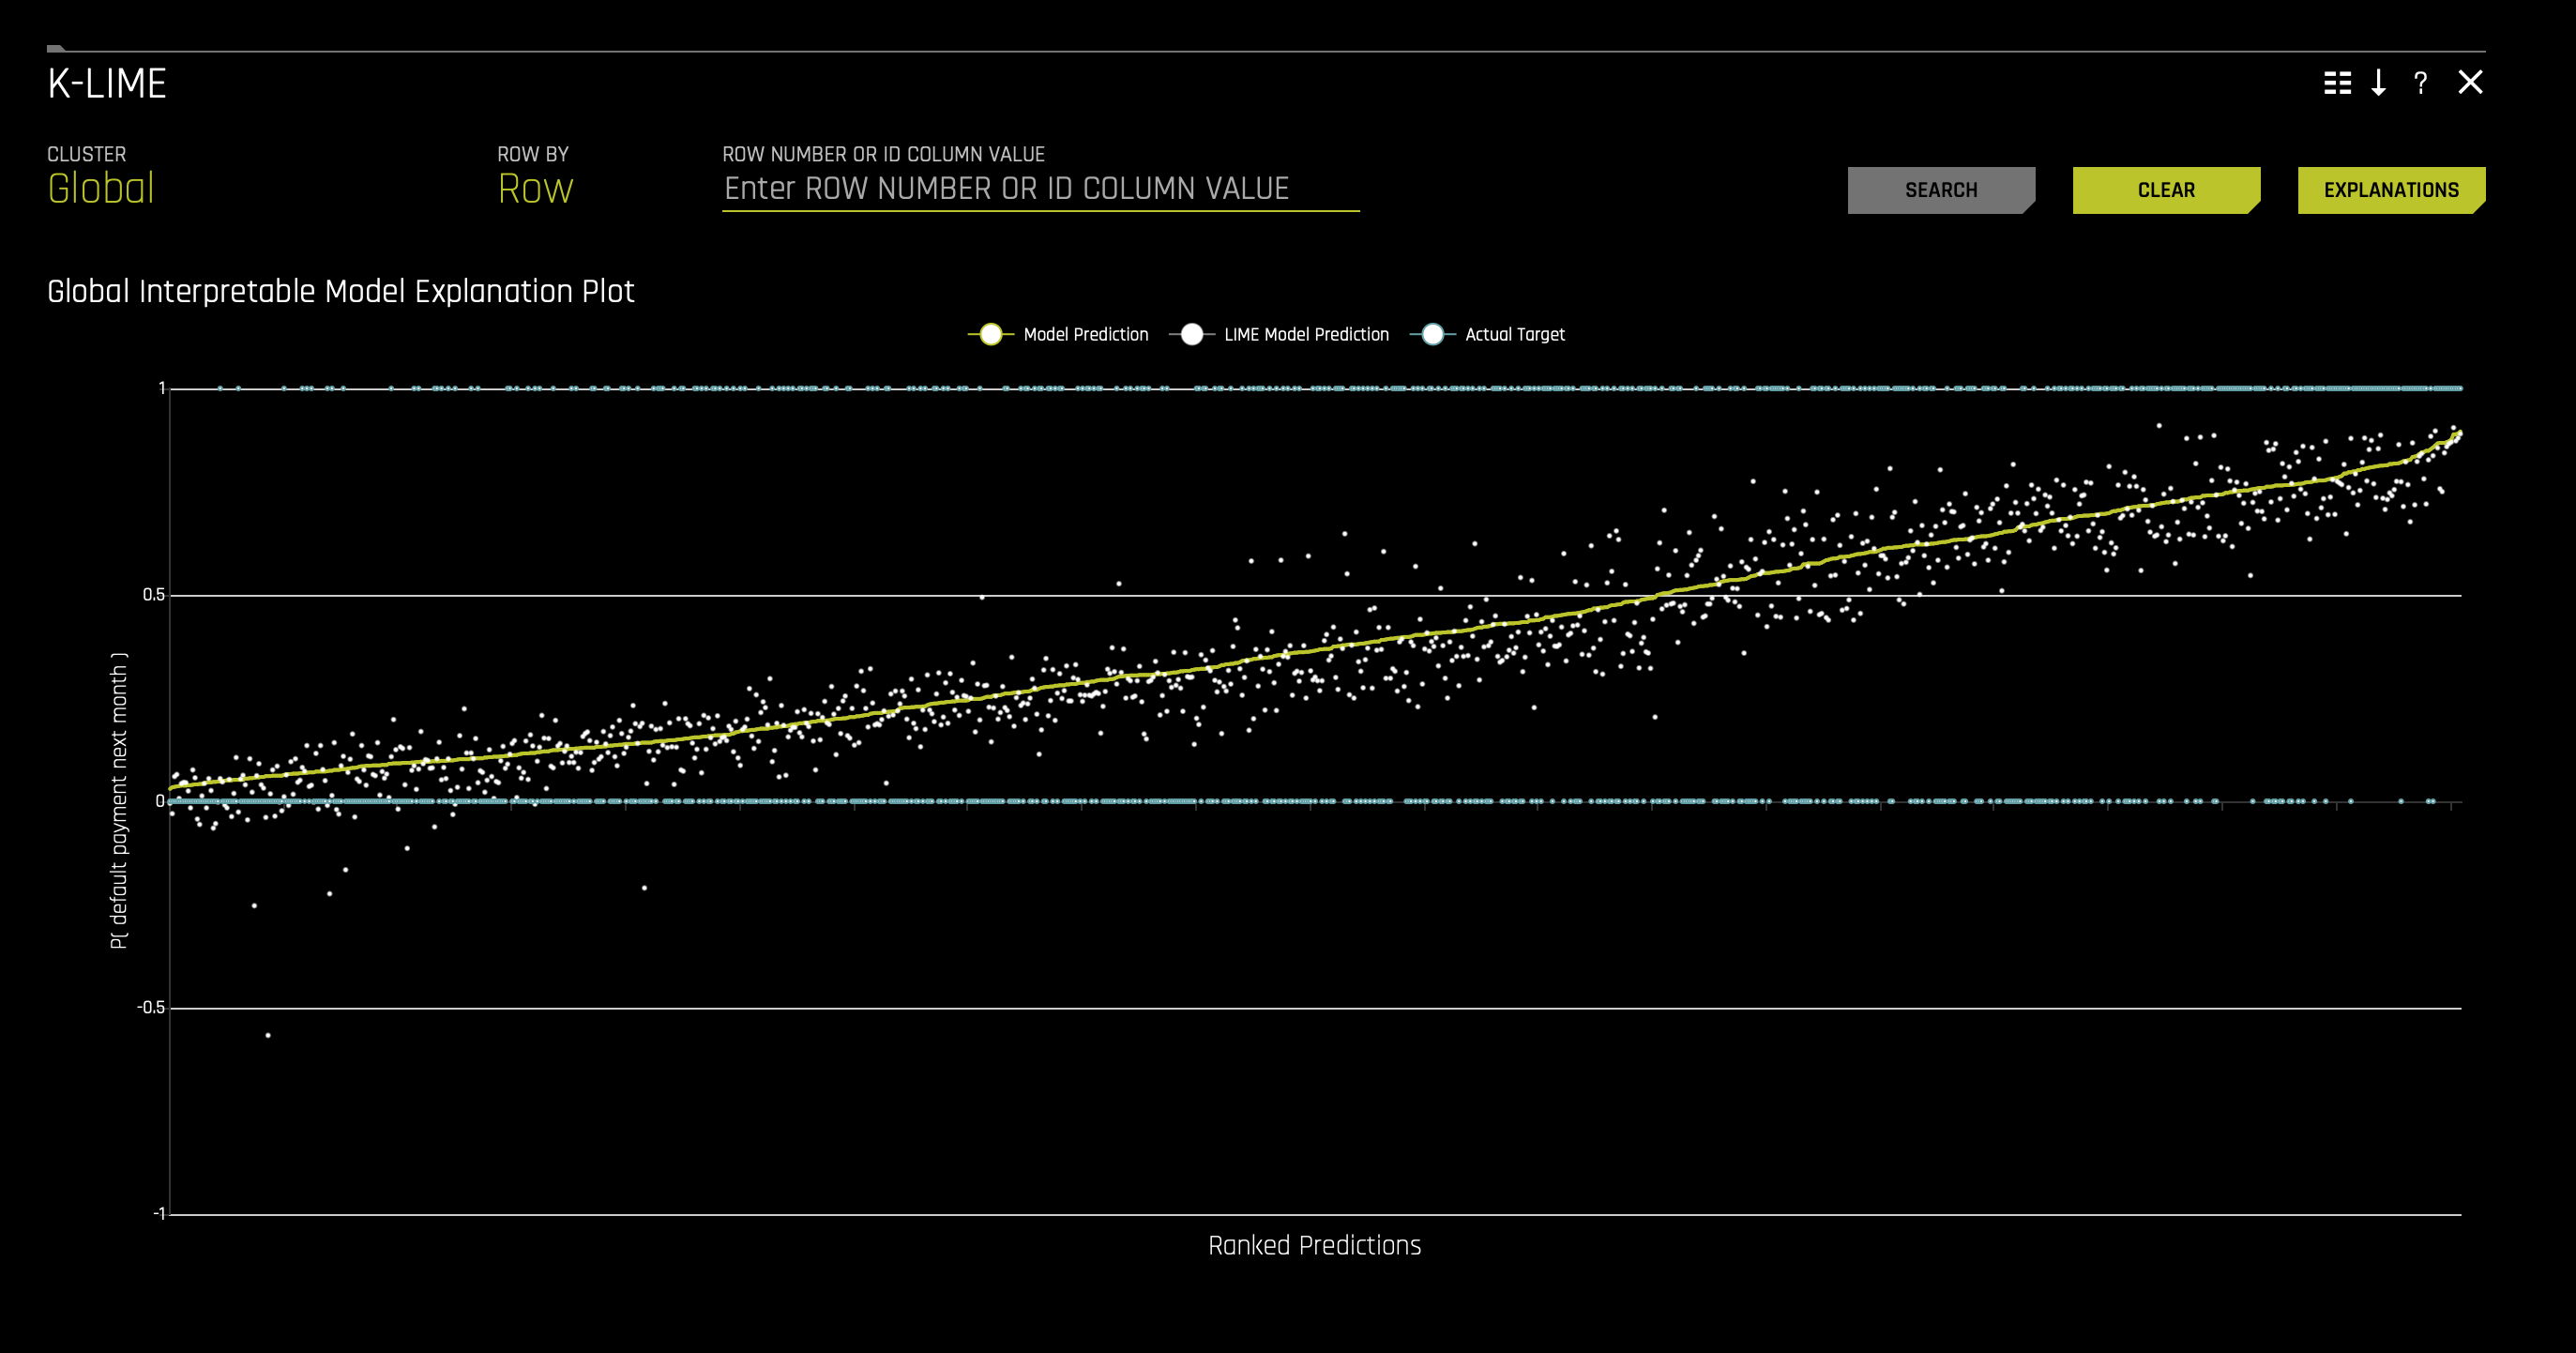 K-LIME
?
CLUSTER
Global
ROW BY
Row
ROW NUMBER OR ID COLUMN VALUE
Enter ROW NUMBER OR ID COLUMN VALUE
SEARCH
CLEAR
EXPLANATIONS
Global Interpretable Model Explanation Plot
Model Prediction
LIME Model Prediction
Actual Target
1
0.5
0
-0.5
-1
P( default payment next month )
Ranked Predictions